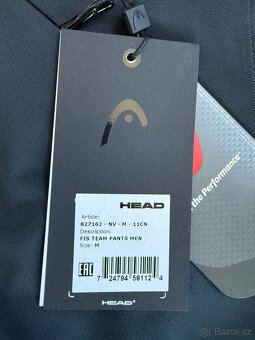 HEAD
Article:
827162 - NV - M - 11CN
Description:
FIS TEAM PANTS MEN
Size: M
EAC
7 24794 58112 4
HEAD
the Performance
sbazar.cz